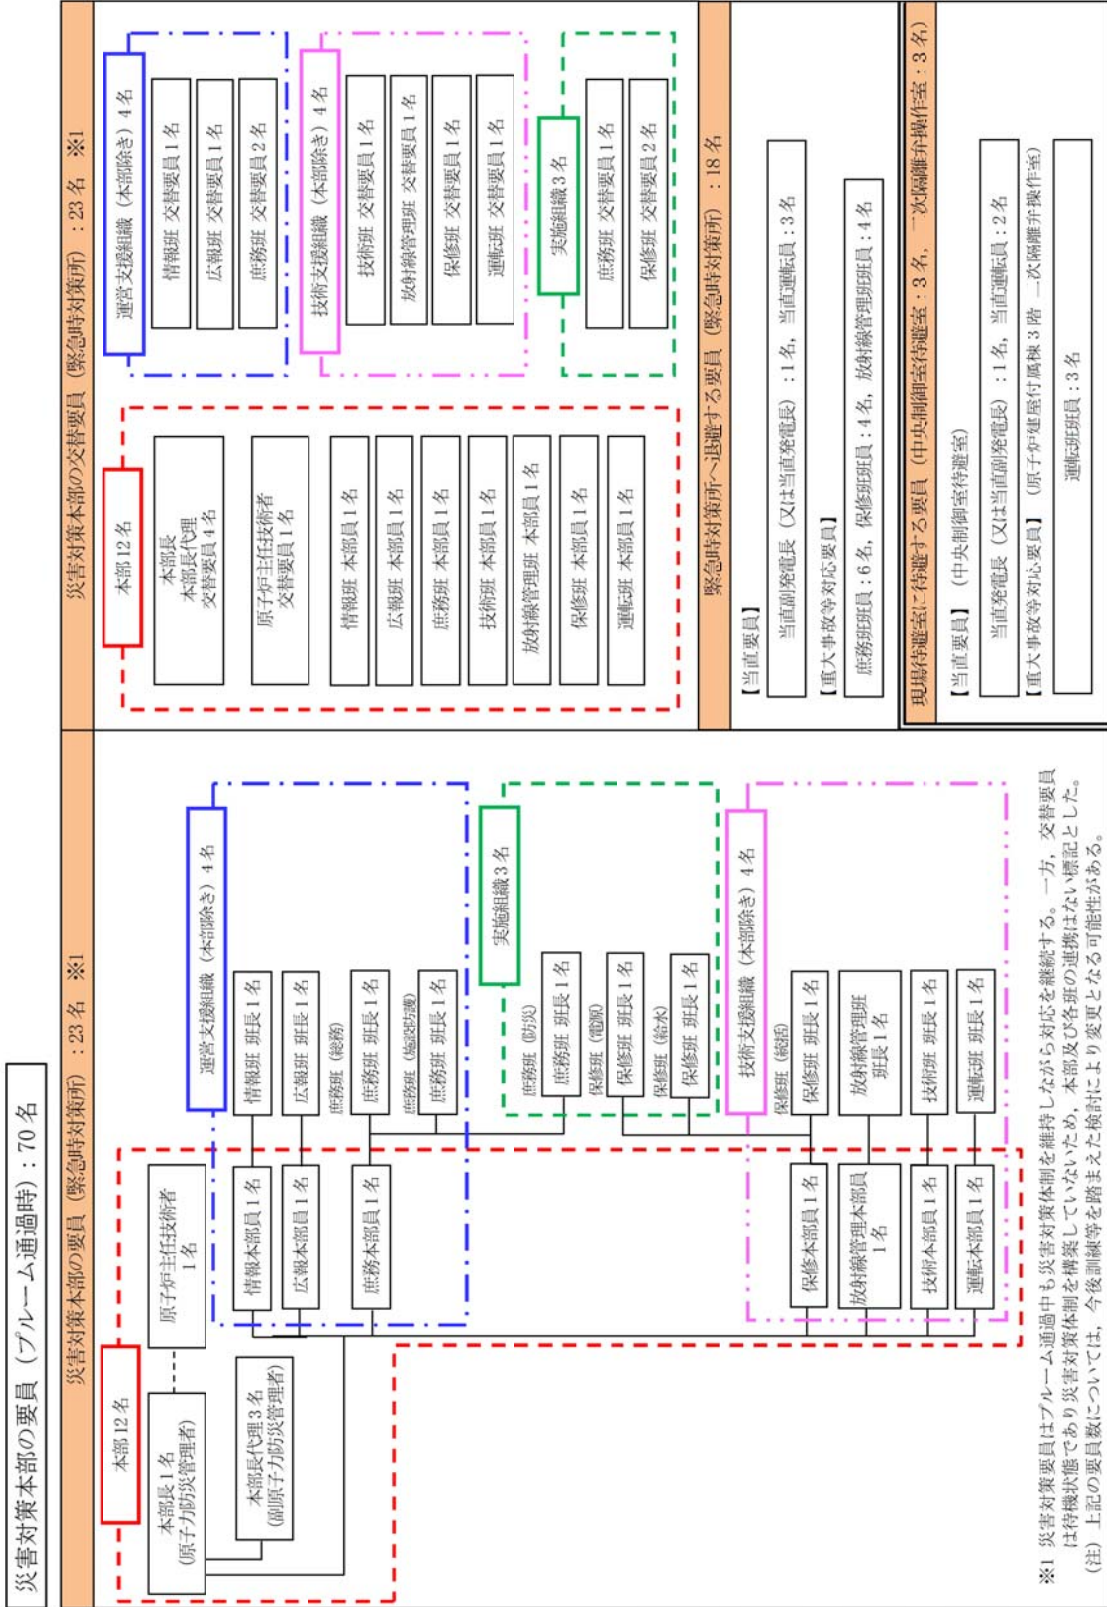 災害対策本部の要員（プルーム通過時）：70名
災害対策本部の要員（緊急時対策所）：23名　※1
本部12名
本部長1名
(原子力防災管理者)
原子炉主任技術者
1名
本部長代理3名
(副原子力防災管理者)
運営支援組織（本部除き）4名
情報本部員1名
情報班 班長1名
広報本部員1名
広報班 班長1名
庶務班（総務）
庶務本部員1名
庶務班 班長1名
庶務班（施設防護）
庶務班 班長1名
実施組織3名
庶務班（防災）
庶務班 班長1名
保修班（電源）
保修班 班長1名
保修班（給水）
保修班 班長1名
技術支援組織（本部除き）4名
保修班（統括）
保修本部員1名
保修班 班長1名
放射線管理本部員
1名
放射線管理班
班長1名
技術本部員1名
技術班 班長1名
運転本部員1名
運転班 班長1名
災害対策本部の交替要員（緊急時対策所）：23名　※1
本部12名
本部長
本部長代理
交替要員4名
原子炉主任技術者
交替要員1名
情報班 本部員1名
広報班 本部員1名
庶務班 本部員1名
技術班 本部員1名
放射線管理班 本部員1名
保修班 本部員1名
運転班 本部員1名
運営支援組織（本部除き）4名
情報班 交替要員1名
広報班 交替要員1名
庶務班 交替要員2名
技術支援組織（本部除き）4名
技術班 交替要員1名
放射線管理班 交替要員1名
保修班 交替要員1名
運転班 交替要員1名
実施組織3名
庶務班 交替要員1名
保修班 交替要員2名
緊急時対策所へ退避する要員（緊急時対策所）：18名
【当直要員】
当直副発電長（又は当直発電長）：1名，当直運転員：3名
【重大事故等対応要員】
庶務班班員：6名，保修班班員：4名，放射線管理班班員：4名
現場待避室に待避する要員（中央制御室待避室：3名，二次隔離弁操作室：3名）
【当直要員】（中央制御室待避室）
当直発電長（又は当直副発電長）：1名，当直運転員：2名
【重大事故等対応要員】（原子炉建屋付属棟3階 二次隔離弁操作室）
運転班班員：3名
※1 災害対策要員はプルーム通過中も災害対策体制を維持しながら対応を継続する。一方，交替要員
は待機状態であり災害対策体制を構築していないため，本部及び各班の連携はない標記とした。
（注）上記の要員数については，今後訓練等を踏まえた検討により変更となる可能性がある。